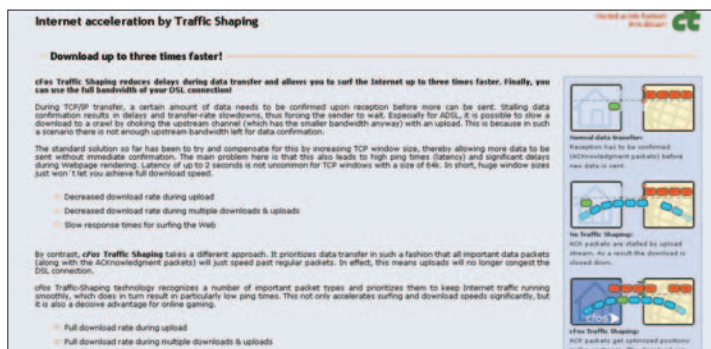 Internet acceleration by Traffic Shaping
c't
Download up to three times faster!
cFos Traffic Shaping reduces delays during data transfer and allows you to surf the Internet up to three times faster. Finally, you
can use the full bandwidth of your DSL connection!
During TCP/IP transfer, a certain amount of data needs to be confirmed upon reception before more can be sent. Stalling data
confirmation results in delays and transfer-rate slowdowns, thus forcing the sender to wait. Especially for ADSL, it is possible to slow a
download to a crawl by choking the upstream channel (which has the smaller bandwidth anyway) with an upload. This is because in such
a scenario there is not enough upstream bandwidth left for data confirmation.
The standard solution so far has been to try and compensate for this by increasing TCP window size, thereby allowing more data to be
sent without immediate confirmation. The main problem here is that this also leads to high ping times (latency) and significant delays
during Webpage rendering. Latency of up to 2 seconds is not uncommon for TCP windows with a size of 64k. In short, huge window sizes
just won´t let you achieve full download speed.
Decreased download rate during upload
Decreased download rate during multiple downloads & uploads
Slow response times for surfing the Web
By contrast, cFos Traffic Shaping takes a different approach. It prioritizes data transfer in such a fashion that all important data packets
(along with the ACKnowledgment packets) will just speed past regular packets. In effect, this means uploads will no longer congest the
DSL connection.
cFos Traffic-Shaping technology recognizes a number of important packet types and prioritizes them to keep Internet traffic running
smoothly, which does in turn result in particularly low ping times. This not only accelerates surfing and download speeds significantly, but
it is also a decisive advantage for online gaming.
Full download rate during upload
Full download rate during multiple downloads & uploads
Normal data transfer:
Reception has to be confirmed
(ACKnowledgment packets) before
new data is sent.
No Traffic Shaping:
ACK packets are stalled by upload
stream. As a result the download is
slowed down.
cfos
cFos Traffic Shaping:
ACK packets get optimized positions